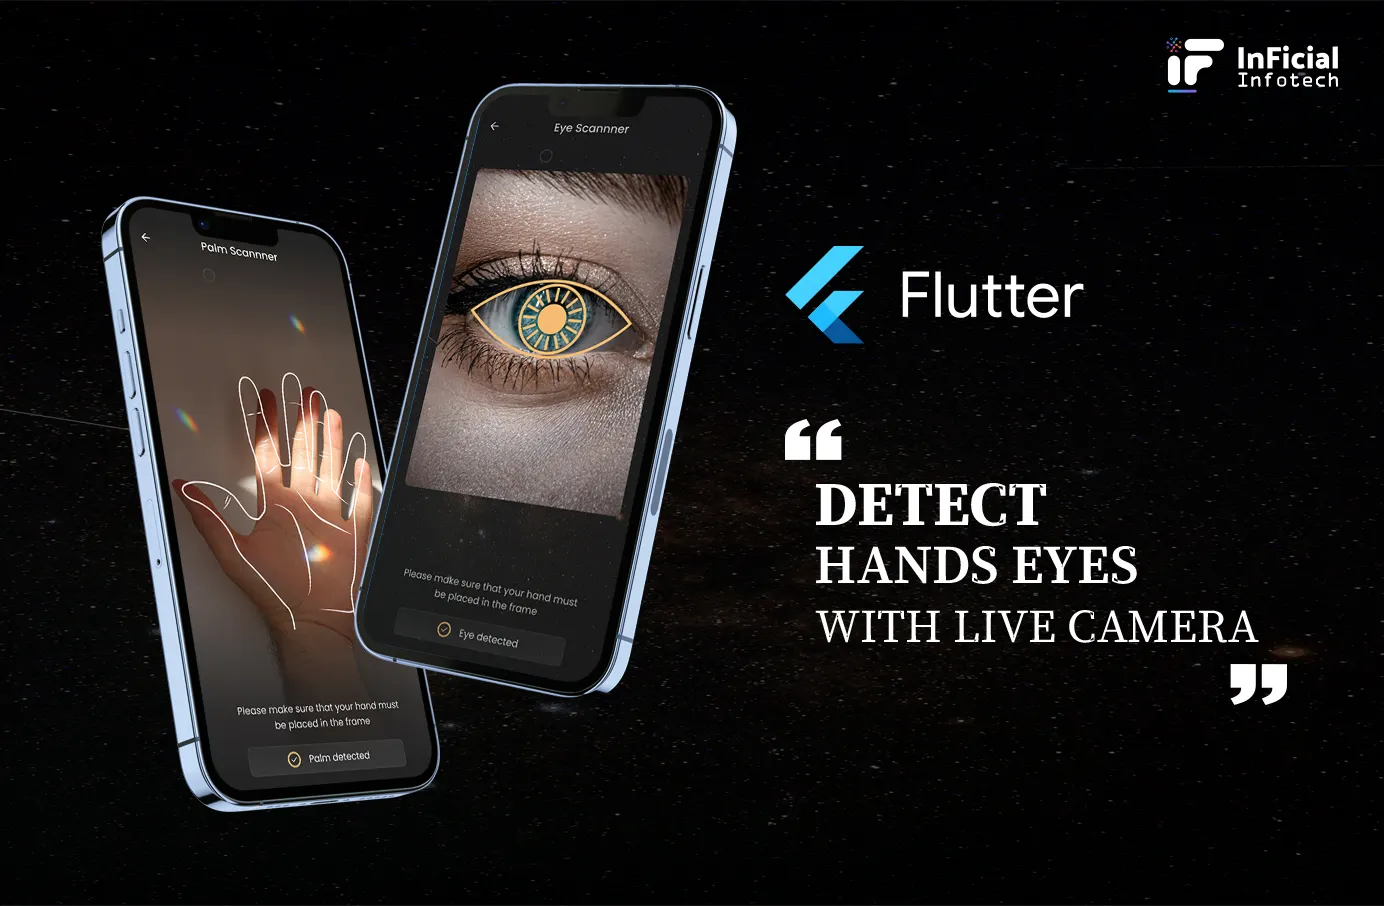 InFicial
Infotech
Eye Scannner
Please make sure that your hand must
be placed in the frame
Eye detected
Palm Scannner
Please make sure that your hand must
be placed in the frame
Palm detected
Flutter
“
DETECT
HANDS EYES
WITH LIVE CAMERA
”